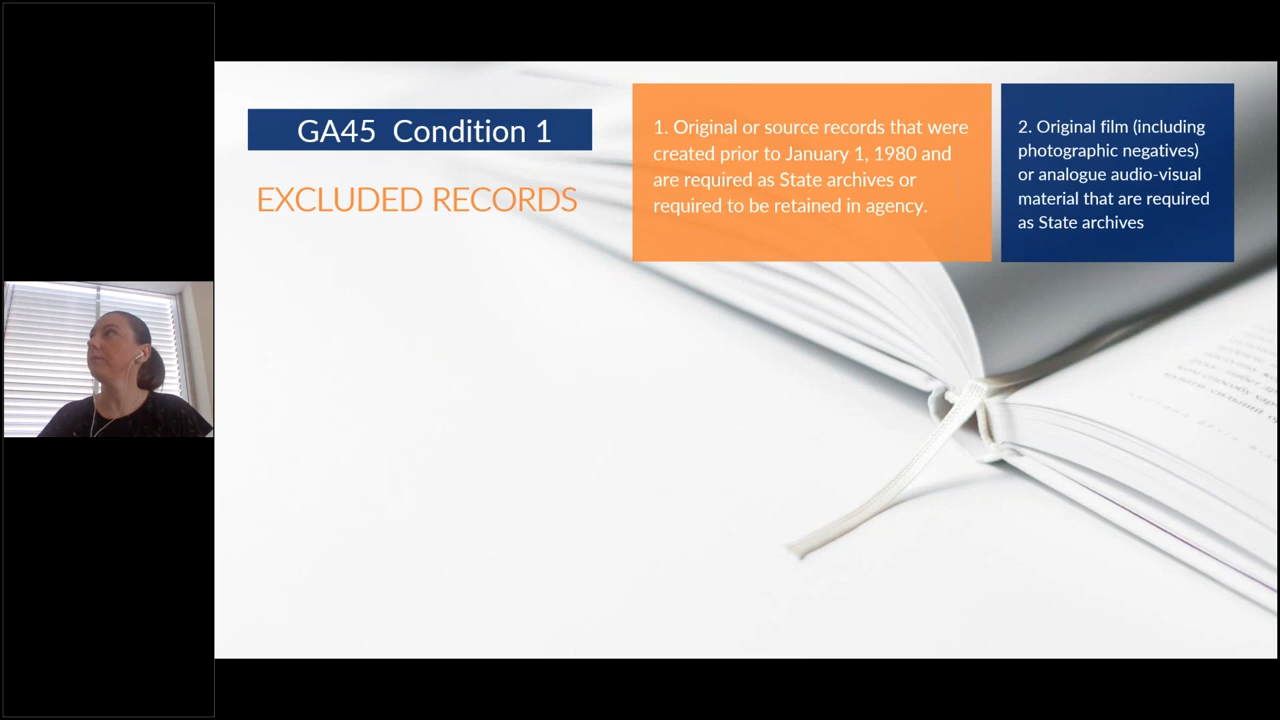 GA45 Condition 1
EXCLUDED RECORDS
1. Original or source records that were
created prior to January 1, 1980 and
are required as State archives or
required to be retained in agency.
2. Original film (including
photographic negatives)
or analogue audio-visual
material that are required
as State archives